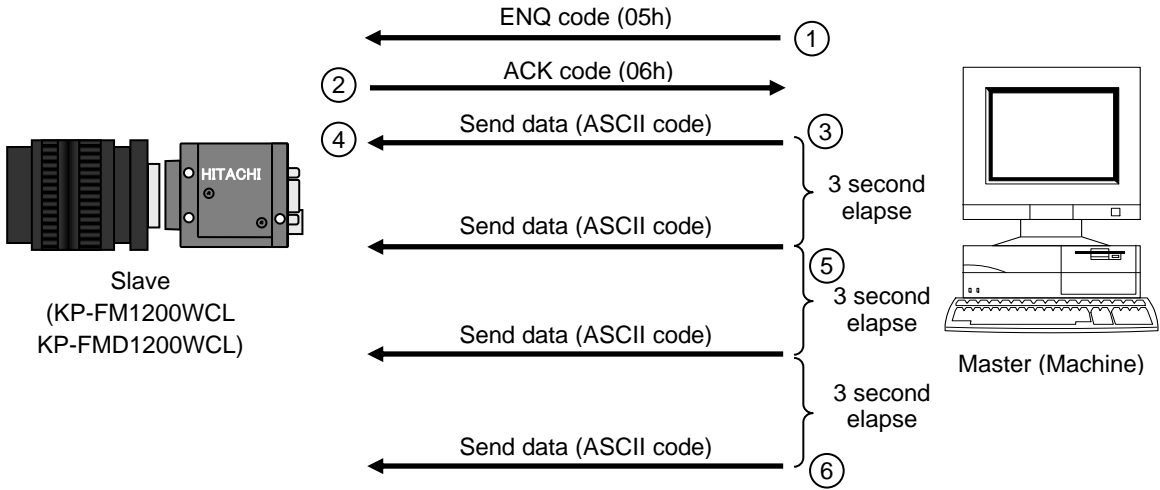 ENQ code (05h)
①
ACK code (06h)
②
Send data (ASCII code)
③
④
HITACHI
3 second
elapse
Send data (ASCII code)
⑤
Slave
(KP-FM1200WCL
KP-FMD1200WCL)
3 second
elapse
Send data (ASCII code)
Master (Machine)
3 second
elapse
Send data (ASCII code)
⑥